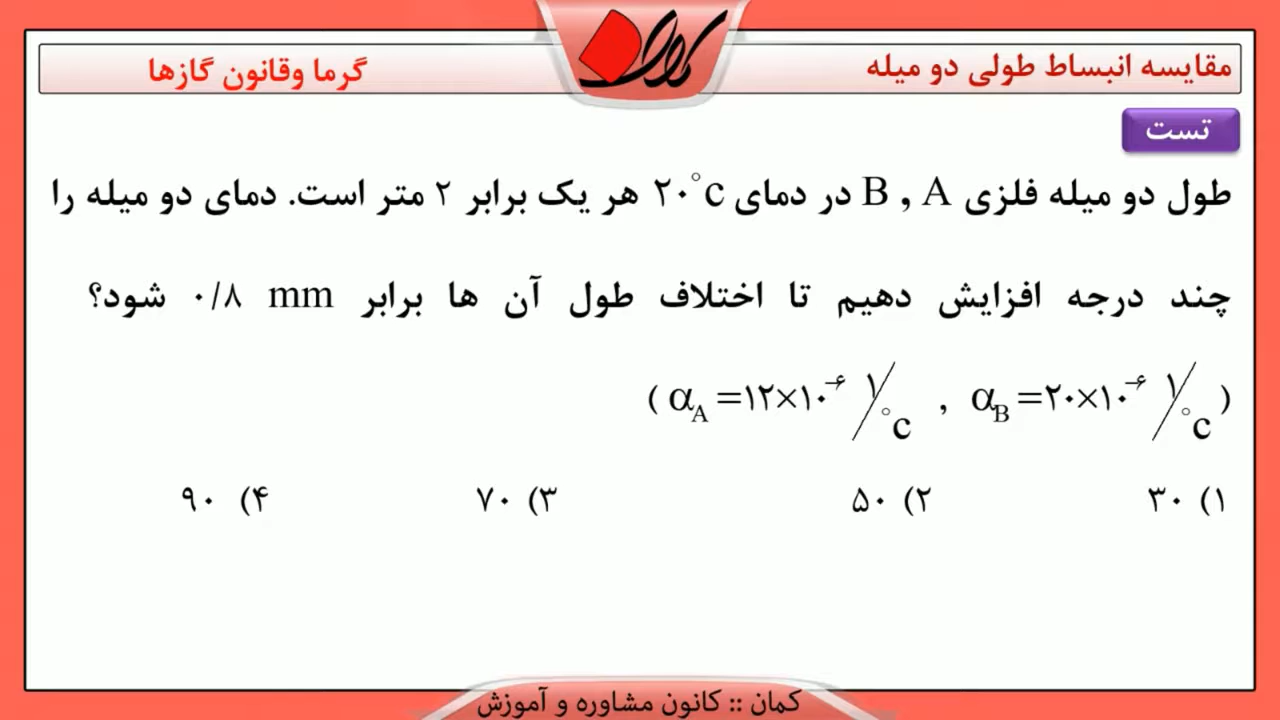 مقایسه انبساط طولی دو میله
گرما وقانون گازها
تست
طول دو میله فلزی A , B در دمای ۲۰°c هر یک برابر ۲ متر است. دمای دو میله را
چند درجه افزایش دهیم تا اختلاف طول آن ها برابر ۰/۸ mm شود؟
( α_A =۱۲×۱۰^-۶ ۱/°c , α_B =۲۰×۱۰^-۶ ۱/°c )
۱) ۳۰ ۲) ۵۰ ۳) ۷۰ ۴) ۹۰
کمان :: کانون مشاوره و آموزش